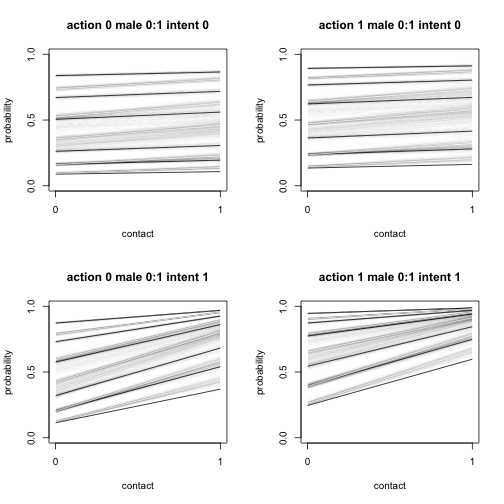 action 0 male 0:1 intent 0
1.0
0.5
0.0
probability
0
1
contact
action 1 male 0:1 intent 0
1.0
0.5
0.0
probability
0
1
contact
action 0 male 0:1 intent 1
1.0
0.5
0.0
probability
0
1
contact
action 1 male 0:1 intent 1
1.0
0.5
0.0
probability
0
1
contact